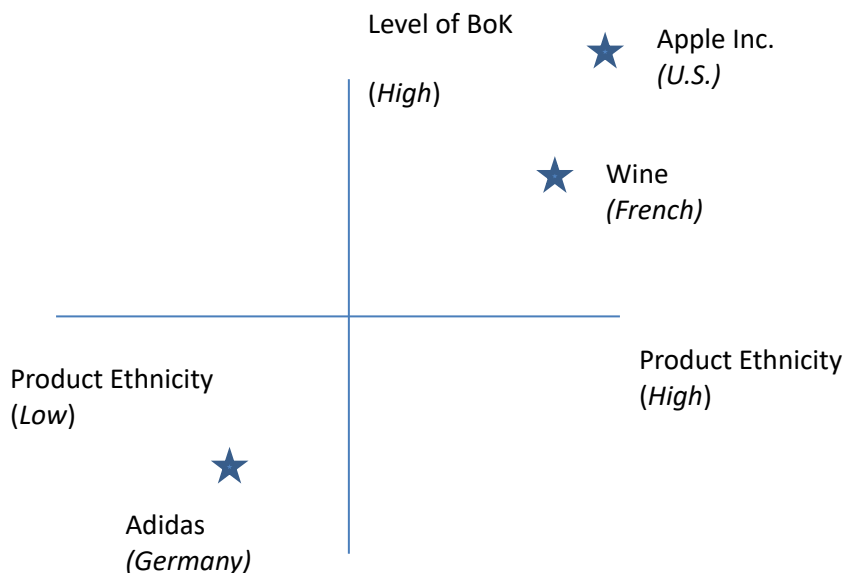 Level of BoK
(High)
Apple Inc.
(U.S.)
Wine
(French)
Product Ethnicity
(High)
Product Ethnicity
(Low)
Adidas
(Germany)